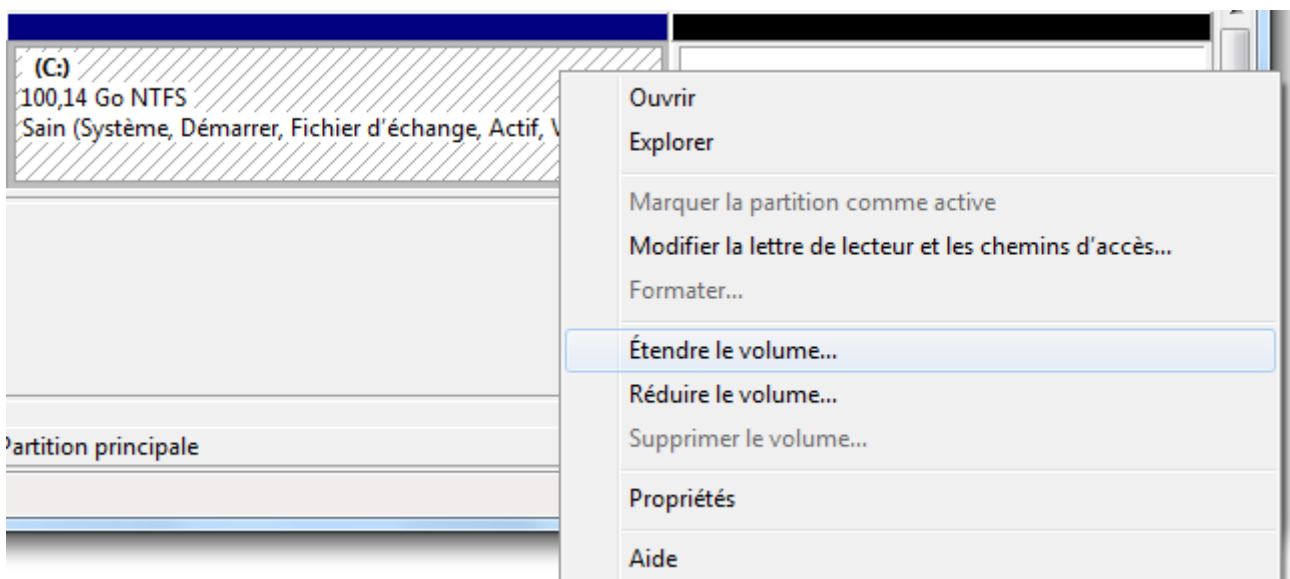 (C:)
100,14 Go NTFS
Sain (Système, Démarrer, Fichier d'échange, Actif,
Ouvrir
Explorer
Marquer la partition comme active
Modifier la lettre de lecteur et les chemins d'accès...
Formater...
Étendre le volume...
Réduire le volume...
Supprimer le volume...
Propriétés
Aide
Partition principale